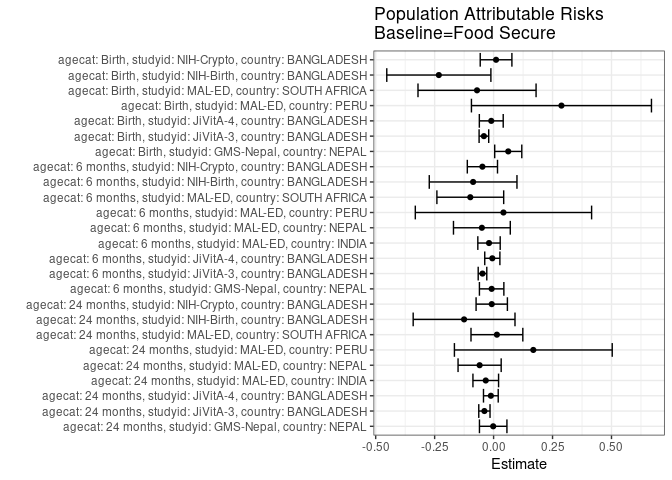 Population Attributable Risks
Baseline=Food Secure
agecat: Birth, studyid: NIH-Crypto, country: BANGLADESH
agecat: Birth, studyid: NIH-Birth, country: BANGLADESH
agecat: Birth, studyid: MAL-ED, country: SOUTH AFRICA
agecat: Birth, studyid: MAL-ED, country: PERU
agecat: Birth, studyid: JiVitA-4, country: BANGLADESH
agecat: Birth, studyid: JiVitA-3, country: BANGLADESH
agecat: Birth, studyid: GMS-Nepal, country: NEPAL
agecat: 6 months, studyid: NIH-Crypto, country: BANGLADESH
agecat: 6 months, studyid: NIH-Birth, country: BANGLADESH
agecat: 6 months, studyid: MAL-ED, country: SOUTH AFRICA
agecat: 6 months, studyid: MAL-ED, country: PERU
agecat: 6 months, studyid: MAL-ED, country: NEPAL
agecat: 6 months, studyid: MAL-ED, country: INDIA
agecat: 6 months, studyid: JiVitA-4, country: BANGLADESH
agecat: 6 months, studyid: JiVitA-3, country: BANGLADESH
agecat: 6 months, studyid: GMS-Nepal, country: NEPAL
agecat: 24 months, studyid: NIH-Crypto, country: BANGLADESH
agecat: 24 months, studyid: NIH-Birth, country: BANGLADESH
agecat: 24 months, studyid: MAL-ED, country: SOUTH AFRICA
agecat: 24 months, studyid: MAL-ED, country: PERU
agecat: 24 months, studyid: MAL-ED, country: NEPAL
agecat: 24 months, studyid: MAL-ED, country: INDIA
agecat: 24 months, studyid: JiVitA-4, country: BANGLADESH
agecat: 24 months, studyid: JiVitA-3, country: BANGLADESH
agecat: 24 months, studyid: GMS-Nepal, country: NEPAL
-0.50 -0.25 0.00 0.25 0.50
Estimate